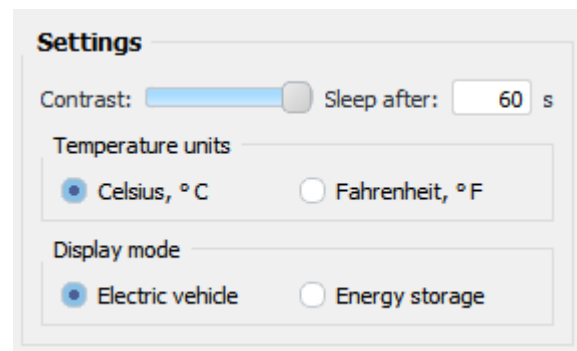 Settings
Contrast: Sleep after: 60 s
Temperature units
Celsius, °C Fahrenheit, °F
Display mode
Electric vehicle Energy storage